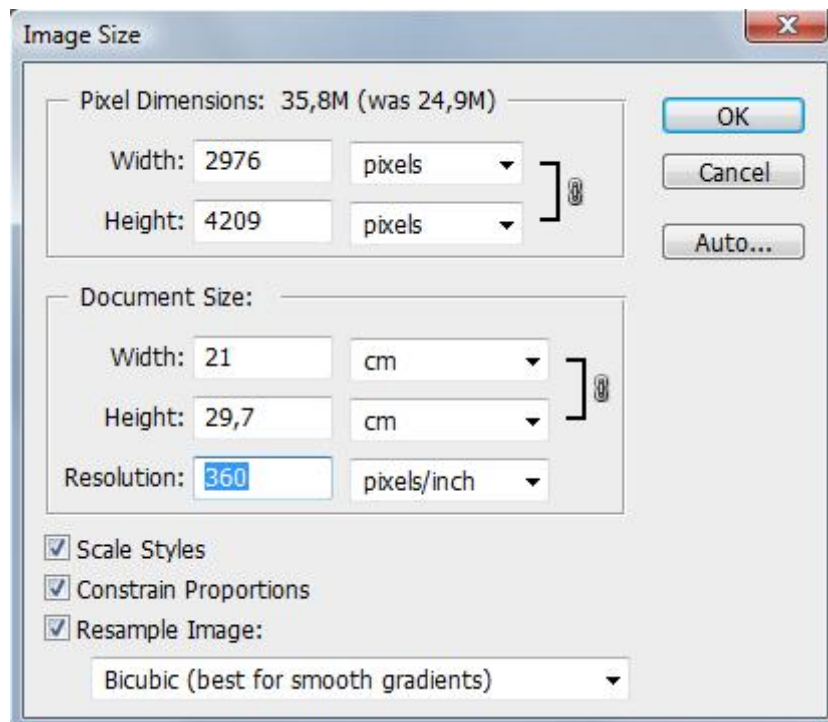 Image Size
Pixel Dimensions: 35,8M (was 24,9M)
Width: 2976 pixels
Height: 4209 pixels
Document Size:
Width: 21 cm
Height: 29,7 cm
Resolution: 360 pixels/inch
Scale Styles
Constrain Proportions
Resample Image:
Bicubic (best for smooth gradients)
OK
Cancel
Auto...